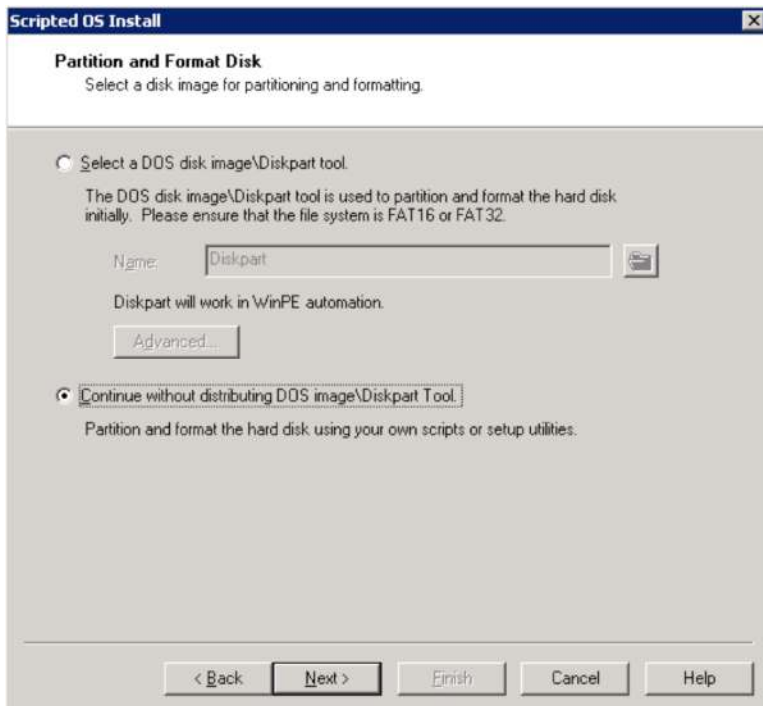 Scripted OS Install
Partition and Format Disk
Select a disk image for partitioning and formatting.
Select a DOS disk image\Diskpart tool.
The DOS disk image\Diskpart tool is used to partition and format the hard disk
initially. Please ensure that the file system is FAT16 or FAT32.
Name: Diskpart
Diskpart will work in WinPE automation.
Advanced...
Continue without distributing DOS image\Diskpart Tool.
Partition and format the hard disk using your own scripts or setup utilities.
< Back Next > Finish Cancel Help